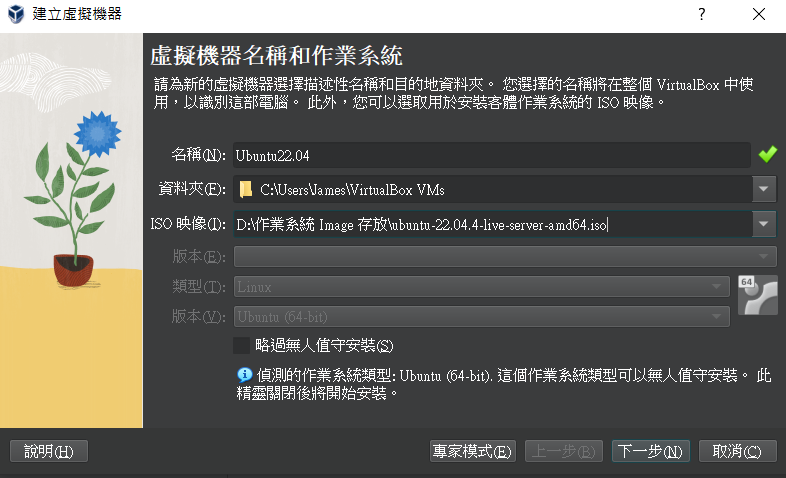 建立虛擬機器
?
虛擬機器名稱和作業系統
請為新的虛擬機器選擇描述性名稱和目的地資料夾。 您選擇的名稱將在整個 VirtualBox 中使
用，以識別這部電腦。 此外，您可以選取用於安裝客體作業系統的 ISO 映像。
名稱(N): Ubuntu22.04
資料夾(F): C:\Users\James\VirtualBox VMs
ISO 映像(I): D:\作業系統 Image 存放\ubuntu-22.04.4-live-server-amd64.iso
版本(E):
類型(T): Linux
64
版本(V): Ubuntu (64-bit)
略過無人值守安裝(S)
偵測的作業系統類型: Ubuntu (64-bit). 這個作業系統類型可以無人值守安裝。 此
精靈關閉後將開始安裝。
說明(H) 專家模式(E) 上一步(B) 下一步(N) 取消(C)